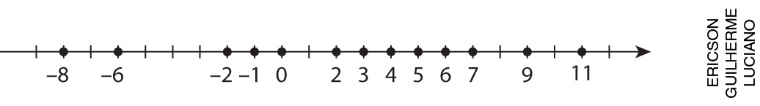 –8 –6 –2 –1 0 2 3 4 5 6 7 9 11
ERICSON
GUILHERME
LUCIANO